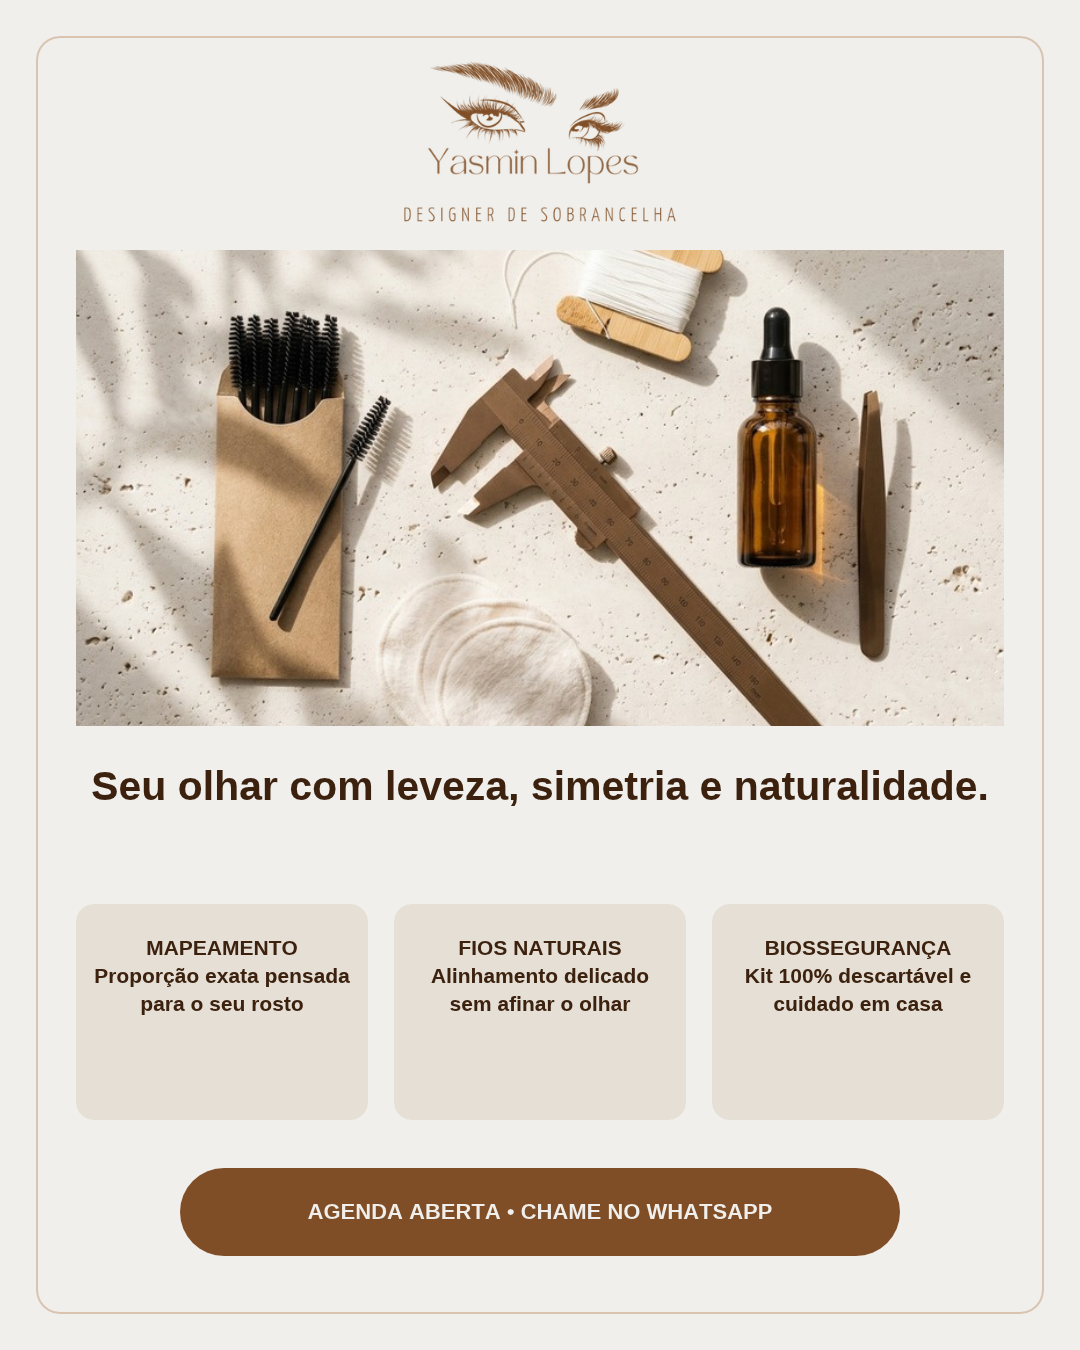 Yasmin Lopes
DESIGNER DE SOBRANCELHA
Seu olhar com leveza, simetria e naturalidade.
MAPEAMENTO
Proporção exata pensada
para o seu rosto
FIOS NATURAIS
Alinhamento delicado
sem afinar o olhar
BIOSSEGURANÇA
Kit 100% descartável e
cuidado em casa
AGENDA ABERTA • CHAME NO WHATSAPP